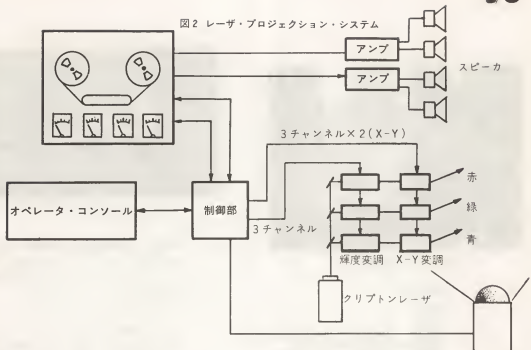 図2 レーザ・プロジェクション・システム
アンプ
アンプ
スピーカ
3チャンネル×2(X-Y)
オペレータ・コンソール
制御部
3チャンネル
赤
緑
青
輝度変調
X-Y変調
クリプトンレーザ